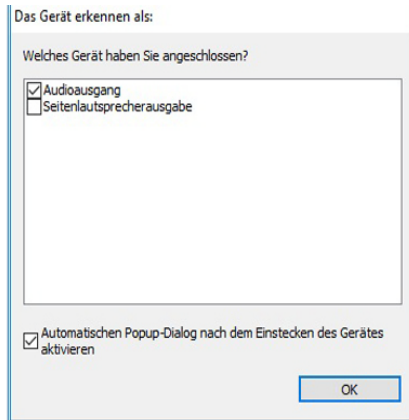 Das Gerät erkennen als:
Welches Gerät haben Sie angeschlossen?
Audioausgang
Seitenlautsprecherausgabe
Automatischen Popup-Dialog nach dem Einstecken des Gerätes
aktivieren
OK